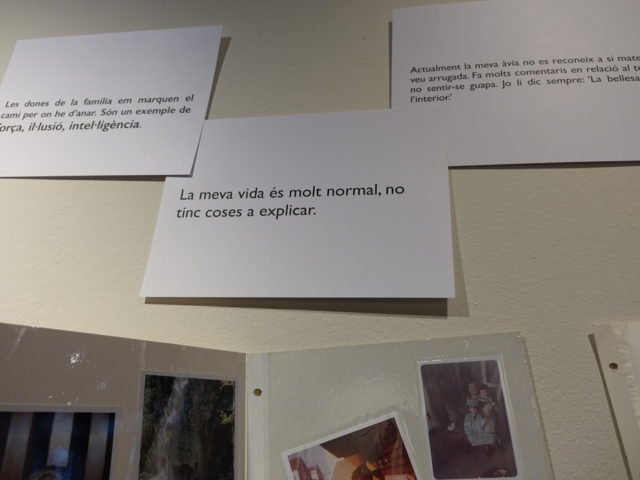 Les dones de la família em marquen el
camí per on he d'anar. Són un exemple de
força, il·lusió, intel·ligència.
Actualment la meva àvia no es reconeix a si
veu arrugada. Fa molts comentaris en relació al
no sentir-se guapa. Jo li dic sempre: 'La bellesa
l'interior.'
La meva vida és molt normal, no
tinc coses a explicar.